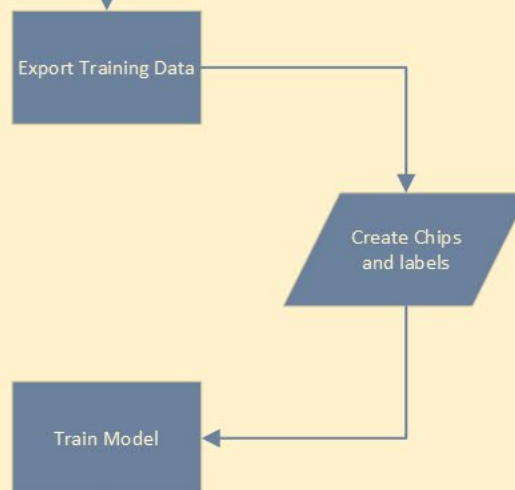 Export Training Data
Create Chips
and labels
Train Model